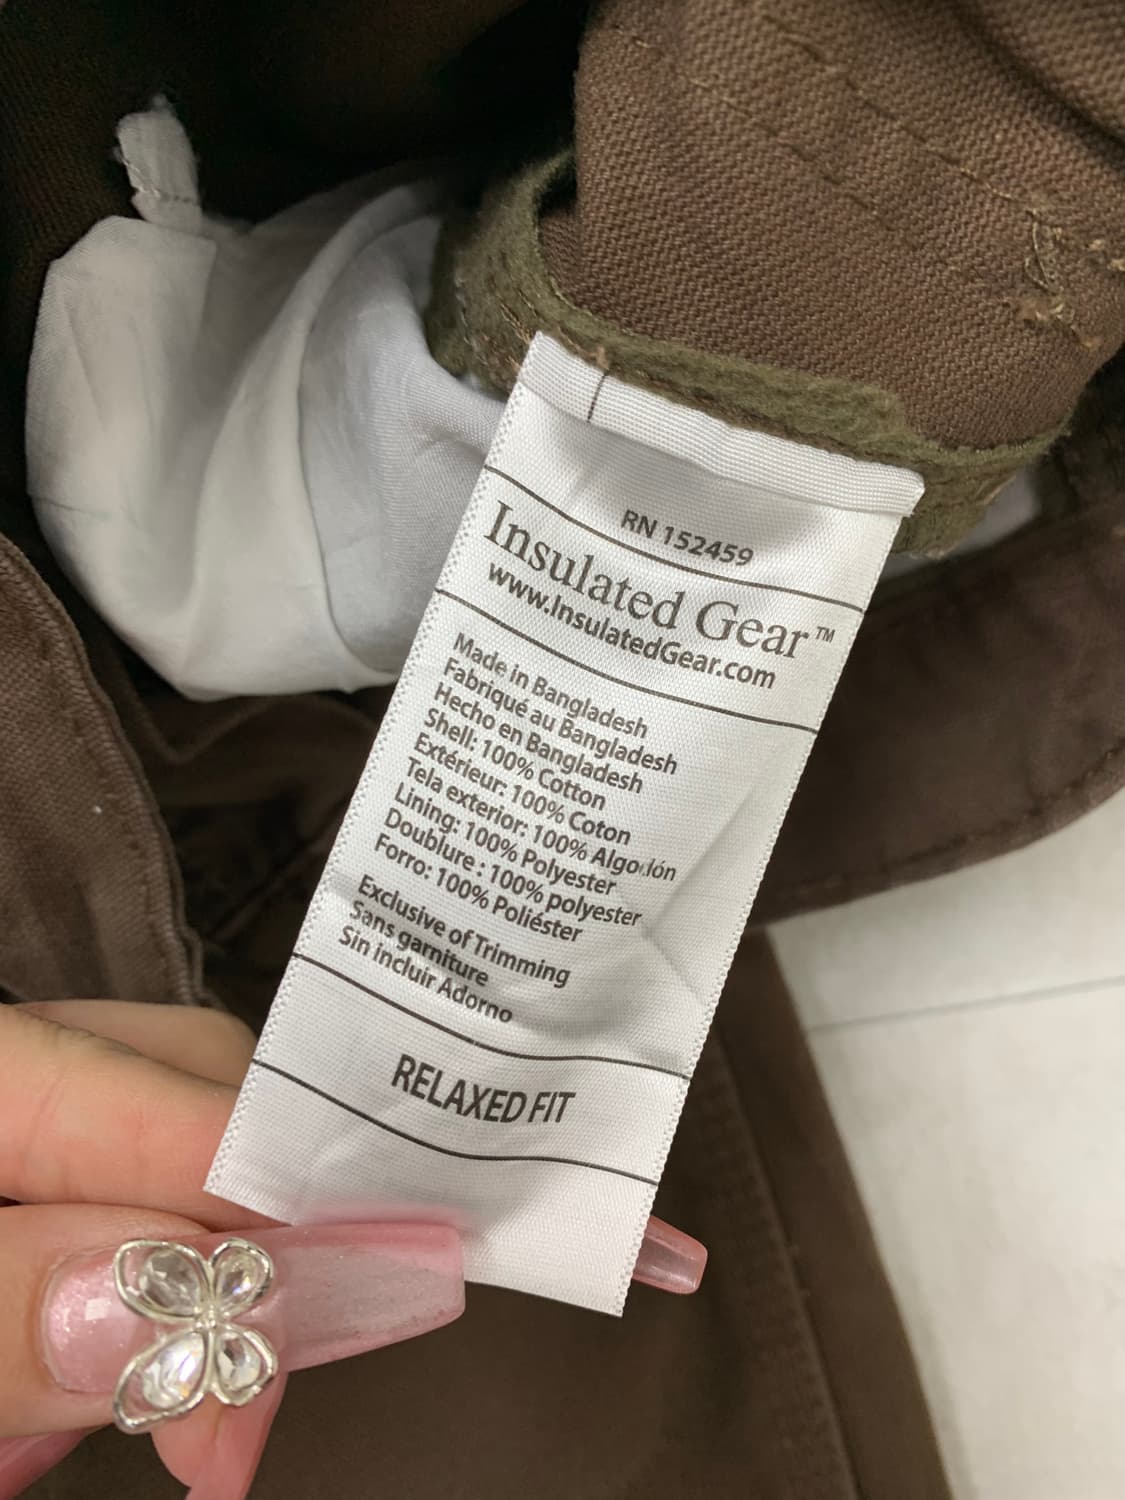 RN 152459
Insulated Gear™
www.InsulatedGear.com
Made in Bangladesh
Fabriqué au Bangladesh
Hecho en Bangladesh
Shell: 100% Cotton
Extérieur: 100% Coton
Tela exterior: 100% Algodón
Lining: 100% Polyester
Doublure : 100% polyester
Forro: 100% Poliéster
Exclusive of Trimming
Sans garniture
Sin incluir Adorno
RELAXED FIT